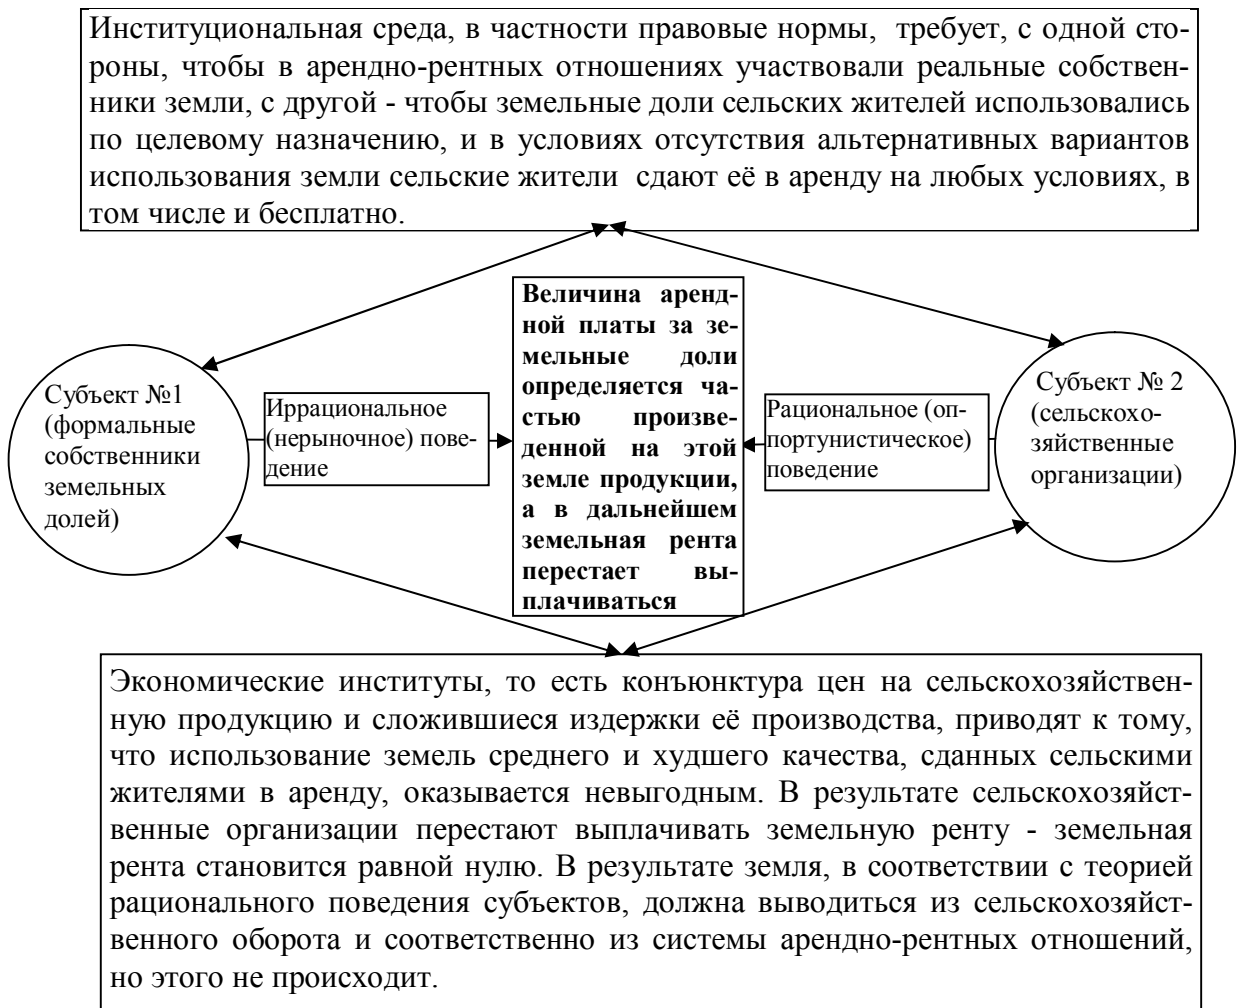 Институциональная среда, в частности правовые нормы, требует, с одной сто-
роны, чтобы в арендно-рентных отношениях участвовали реальные собствен-
ники земли, с другой - чтобы земельные доли сельских жителей использовались
по целевому назначению, и в условиях отсутствия альтернативных вариантов
использования земли сельские жители сдают её в аренду на любых условиях, в
том числе и бесплатно.
Субъект №1
(формальные
собственники
земельных
долей)
Иррациональное
(нерыночное) пове-
дение
Величина аренд-
ной платы за зе-
мельные доли
определяется ча-
стью произве-
денной на этой
земле продукции,
а в дальнейшем
земельная рента
перестает вы-
плачиваться
Рациональное (оп-
портунистическое)
поведение
Субъект № 2
(сельскохо-
зяйственные
организации)
Экономические институты, то есть конъюнктура цен на сельскохозяйствен-
ную продукцию и сложившиеся издержки её производства, приводят к тому,
что использование земель среднего и худшего качества, сданных сельскими
жителями в аренду, оказывается невыгодным. В результате сельскохозяйст-
венные организации перестают выплачивать земельную ренту - земельная
рента становится равной нулю. В результате земля, в соответствии с теорией
рационального поведения субъектов, должна выводиться из сельскохозяйст-
венного оборота и соответственно из системы арендно-рентных отношений,
но этого не происходит.